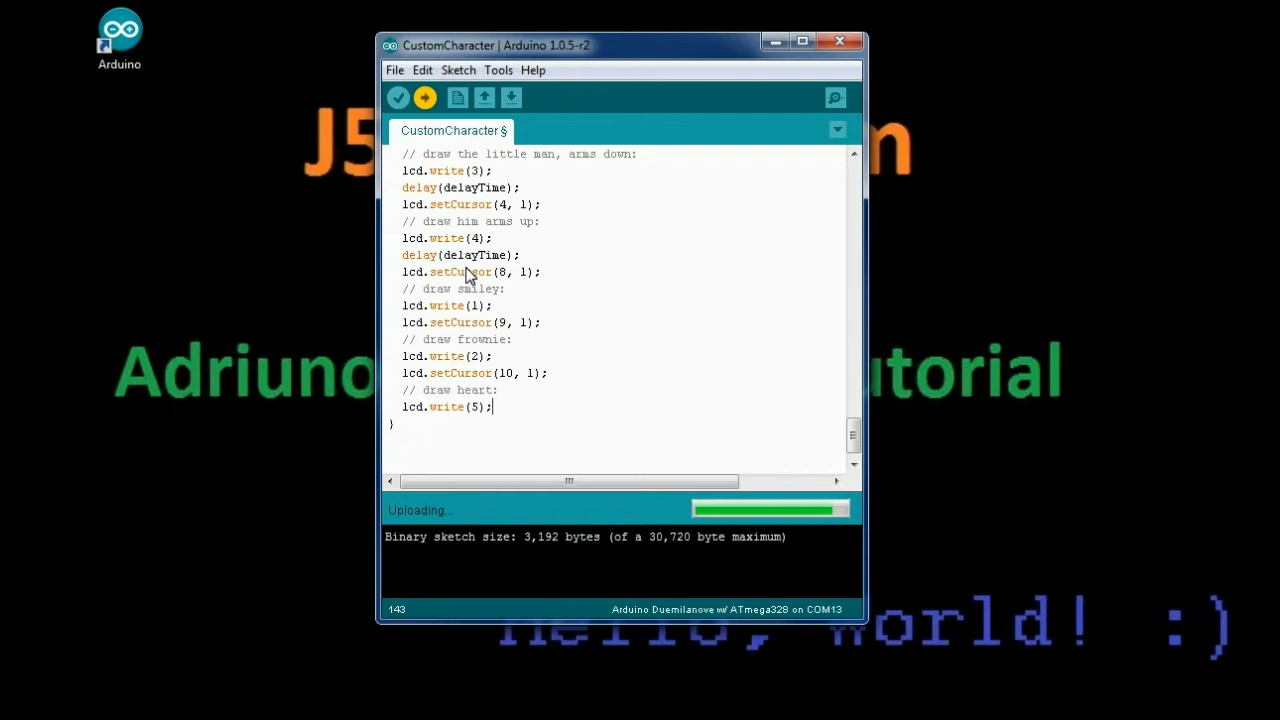 Arduino
CustomCharacter | Arduino 1.0.5-r2
File Edit Sketch Tools Help
J5
CustomCharacter §
// draw the little man, arms down:
lcd.write(3);
delay(delayTime);
lcd.setCursor(4, 1);
// draw him arms up:
lcd.write(4);
delay(delayTime);
lcd.setCursor(8, 1);
// draw smiley:
lcd.write(1);
lcd.setCursor(9, 1);
// draw frownie:
lcd.write(2);
lcd.setCursor(10, 1);
// draw heart:
lcd.write(5);
}
Adriuno
utorial
Uploading...
Binary sketch size: 3,192 bytes (of a 30,720 byte maximum)
143 Arduino Duemilanove w/ ATmega328 on COM13
hello, world! :)